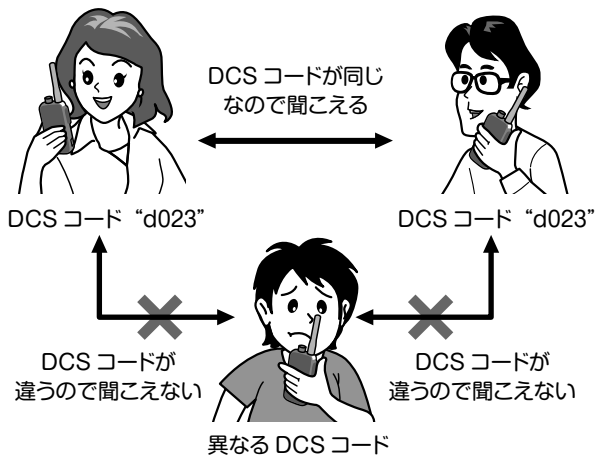 DCS コードが同じ
なので聞こえる
DCS コード “d023”
DCS コード “d023”
DCS コードが
違うので聞こえない
DCS コードが
違うので聞こえない
異なる DCS コード